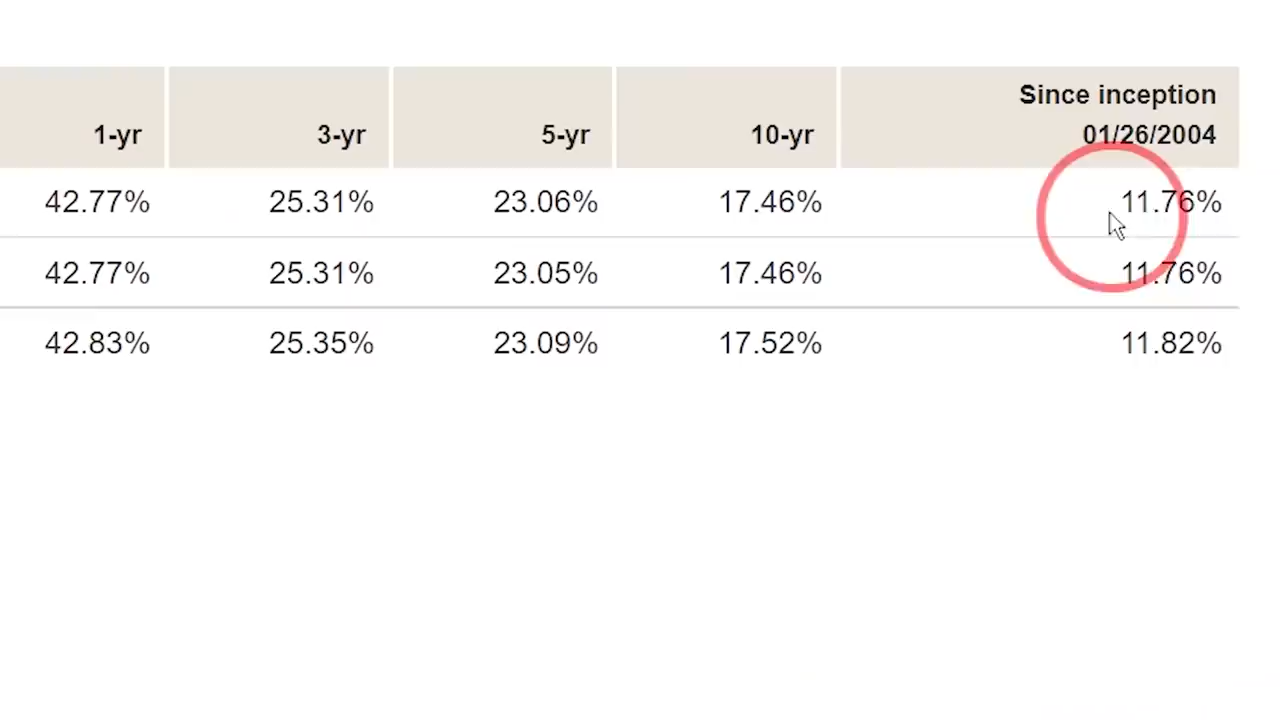 1-yr 3-yr 5-yr 10-yr Since inception 01/26/2004
42.77% 25.31% 23.06% 17.46% 11.76%
42.77% 25.31% 23.05% 17.46% 11.76%
42.83% 25.35% 23.09% 17.52% 11.82%